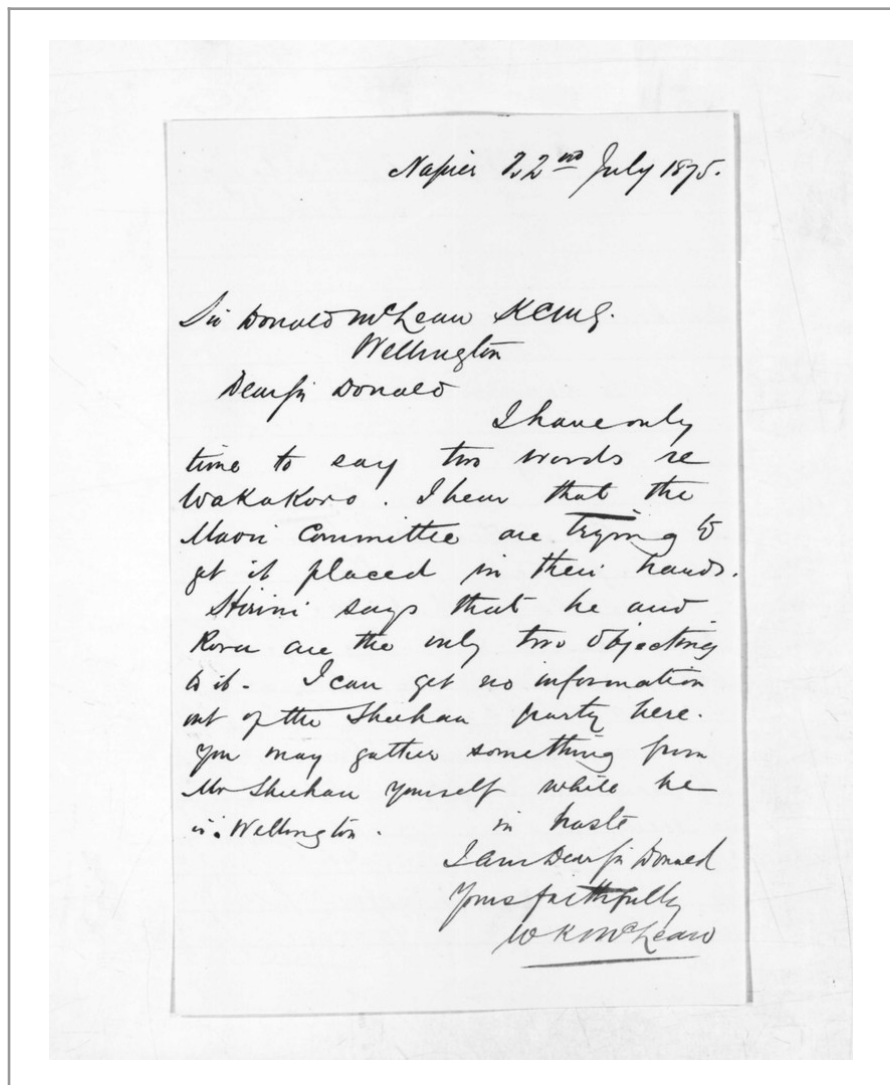 Napier 22nd July 1875.
Sir Donald McLean KCMG.
Wellington
Dear Sir Donald
I have only
time to say two words re
Wakakoro. I hear that the
Maori Committee are trying to
get it placed in their hands.
Hirini says that he and
Rora are the only two objecting
to it. I can get no information
out of the Sheehan party here.
You may gather something from
Mr Sheehan yourself while he
is in Wellington. in haste
I am Dear Sir Donald
Yours faithfully
W K McLean